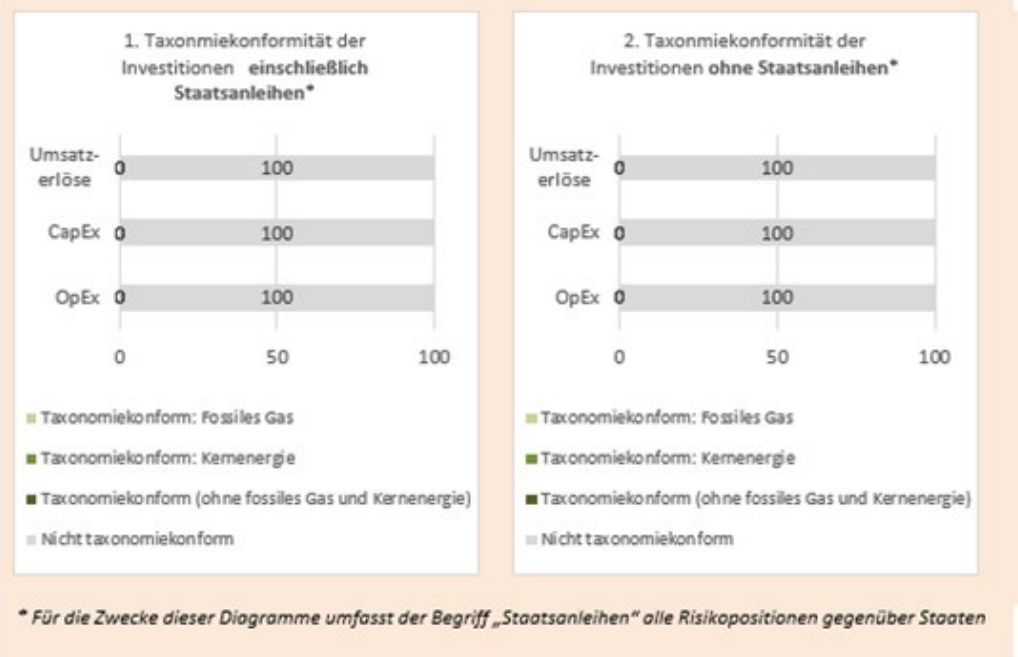 1. Taxonmiekonformität der
Investitionen einschließlich
Staatsanleihen*
Umsatz-
erlöse
0 100
CapEx 0 100
OpEx 0 100
0 50 100
Taxonomiekonform: Fossiles Gas
Taxonomiekonform: Kernenergie
Taxonomiekonform (ohne fossiles Gas und Kernenergie)
Nicht taxonomiekonform
2. Taxonmiekonformität der
Investitionen ohne Staatsanleihen*
Umsatz-
erlöse
0 100
CapEx 0 100
OpEx 0 100
0 50 100
Taxonomiekonform: Fossiles Gas
Taxonomiekonform: Kernenergie
Taxonomiekonform (ohne fossiles Gas und Kernenergie)
Nicht taxonomiekonform
* Für die Zwecke dieser Diagramme umfasst der Begriff „Staatsanleihen“ alle Risikopositionen gegenüber Staaten